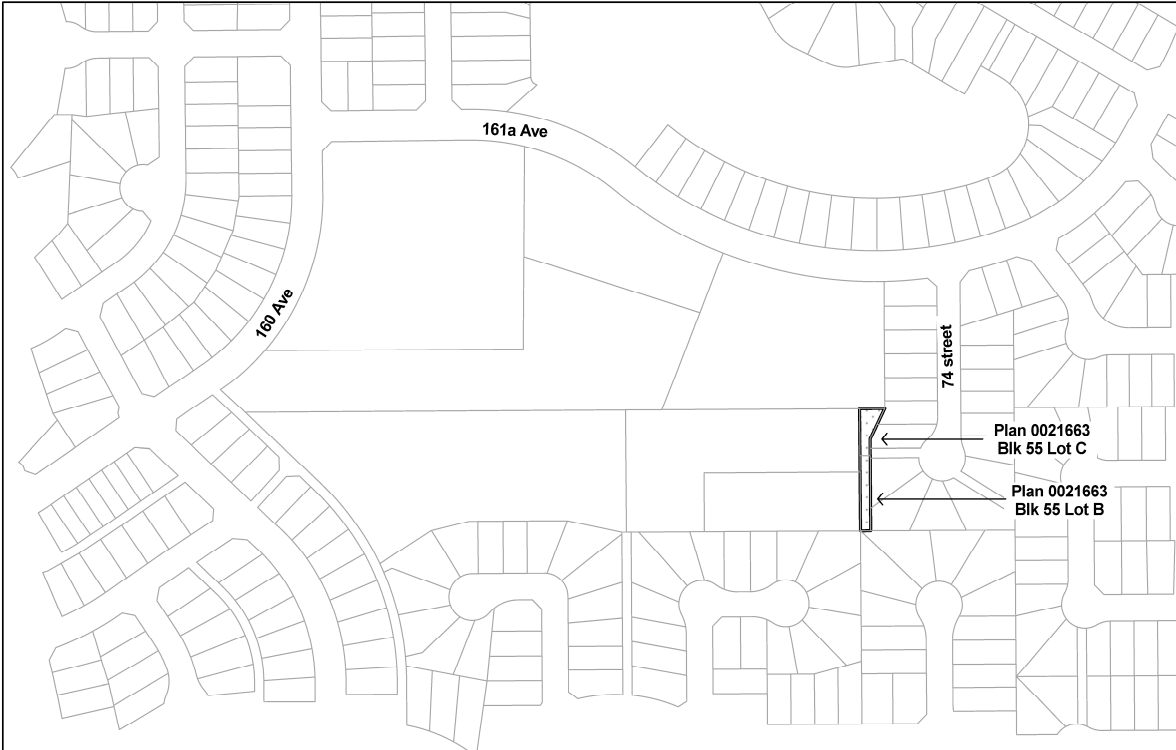 161a Ave
160 Ave
74 street
Plan 0021663
Blk 55 Lot C
Plan 0021663
Blk 55 Lot B